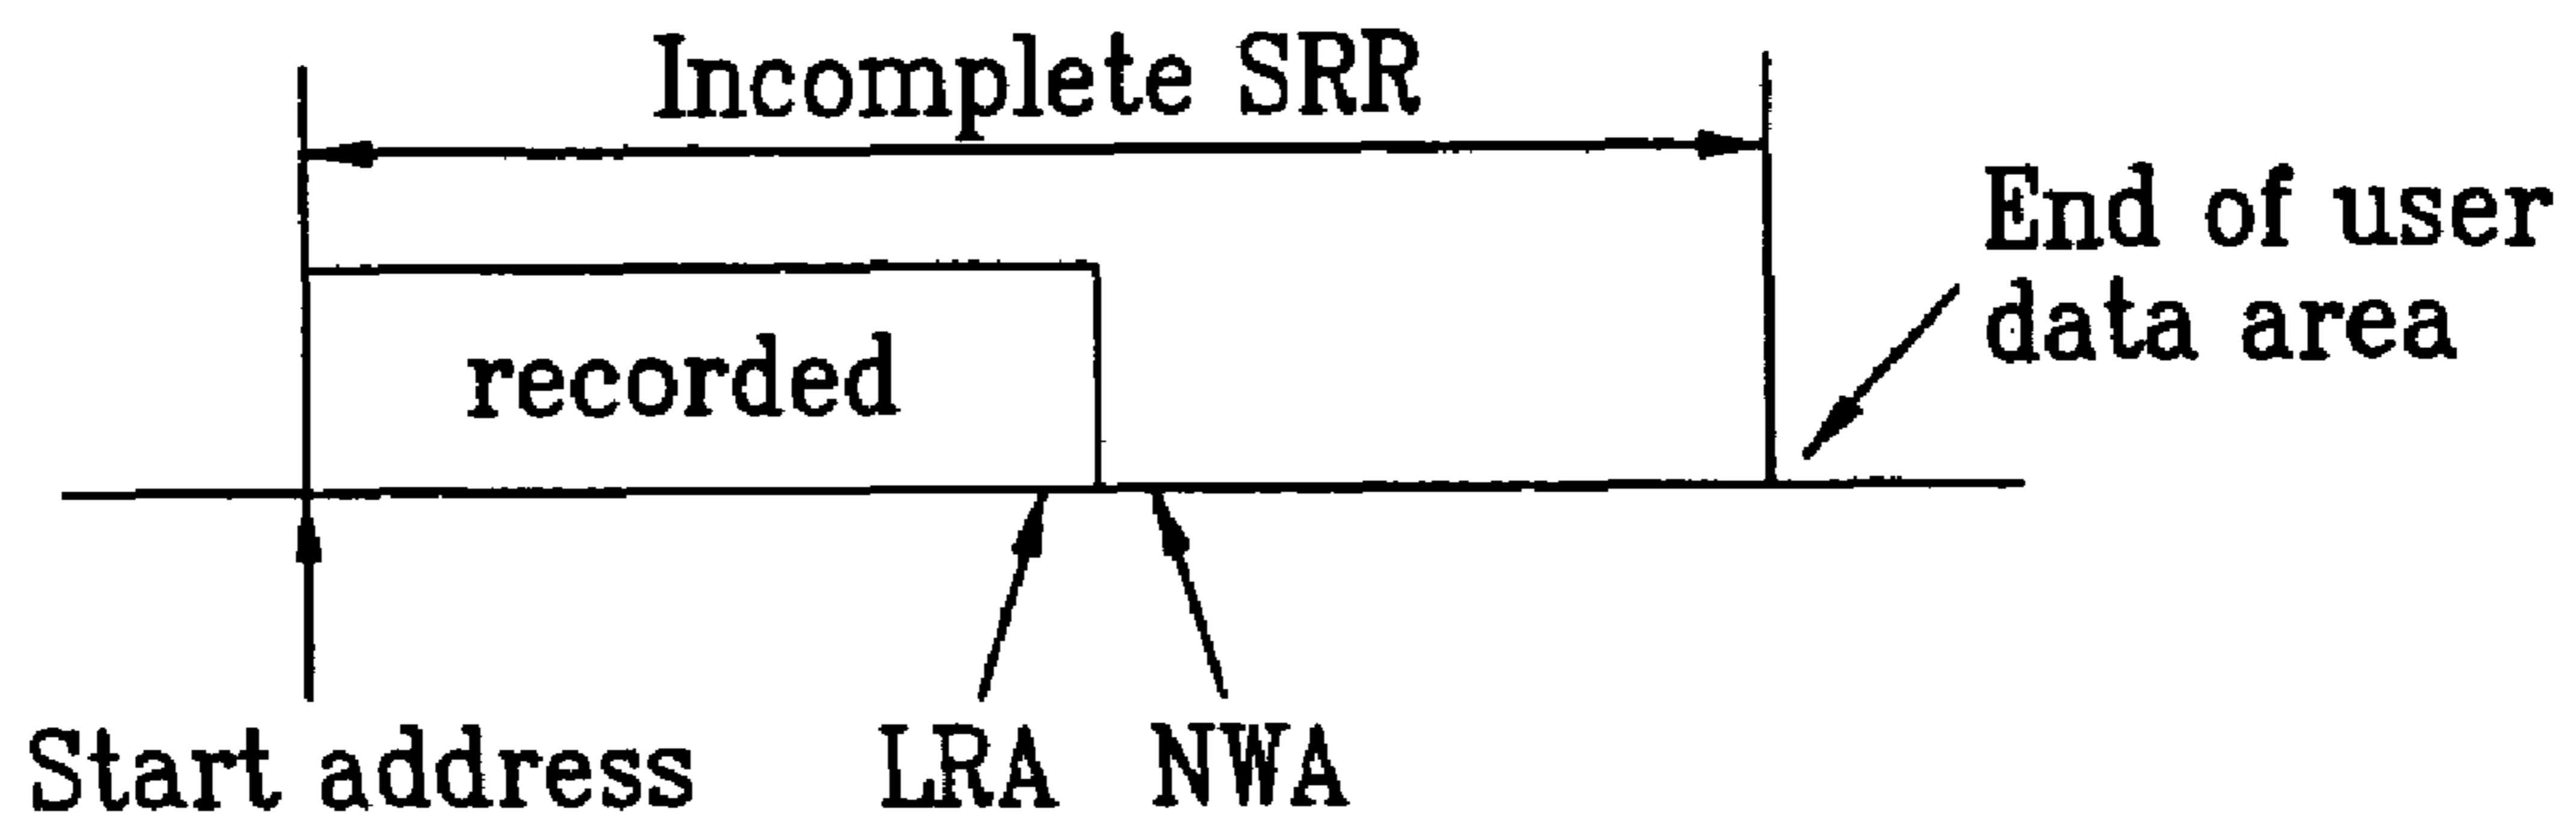 Incomplete SRR
End of user
data area
recorded
Start address
LRA
NWA